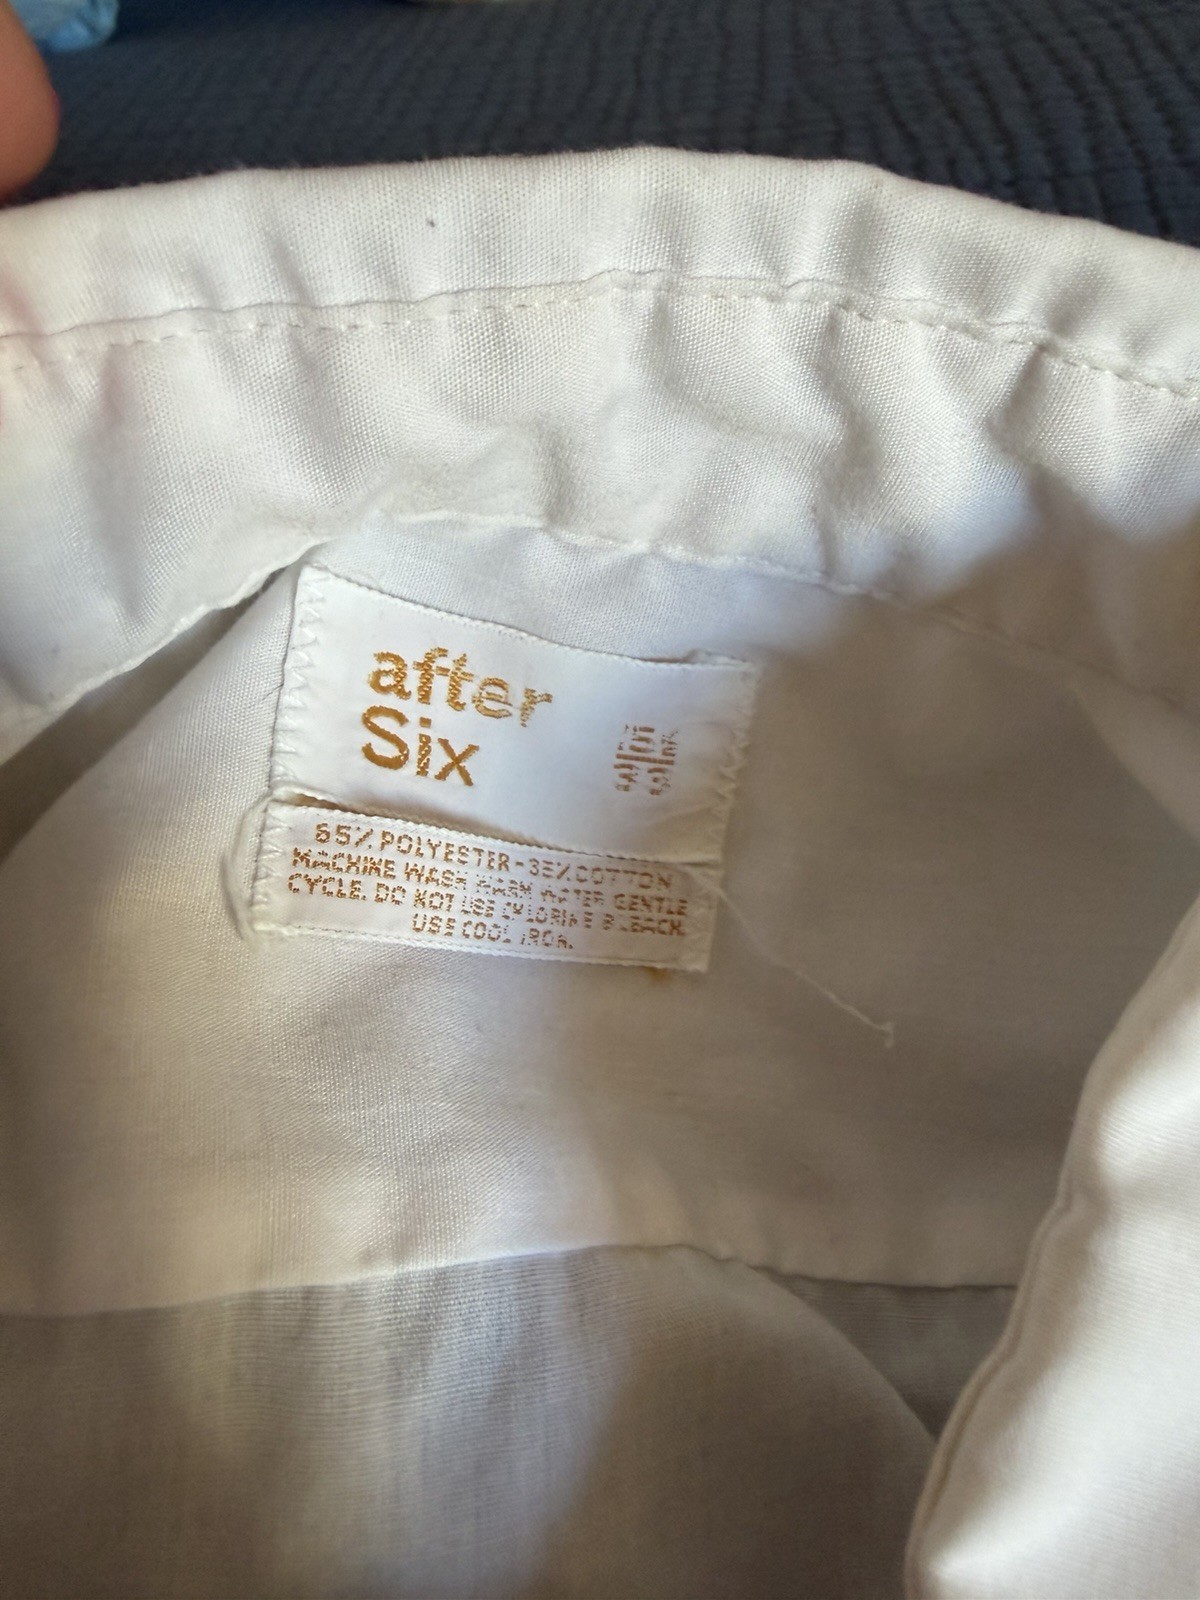 after
Six
65% POLYESTER-35% COTTON
MACHINE WASH WARM WATER GENTLE
CYCLE. DO NOT USE CHLORINE BLEACH.
USE COOL IRON.